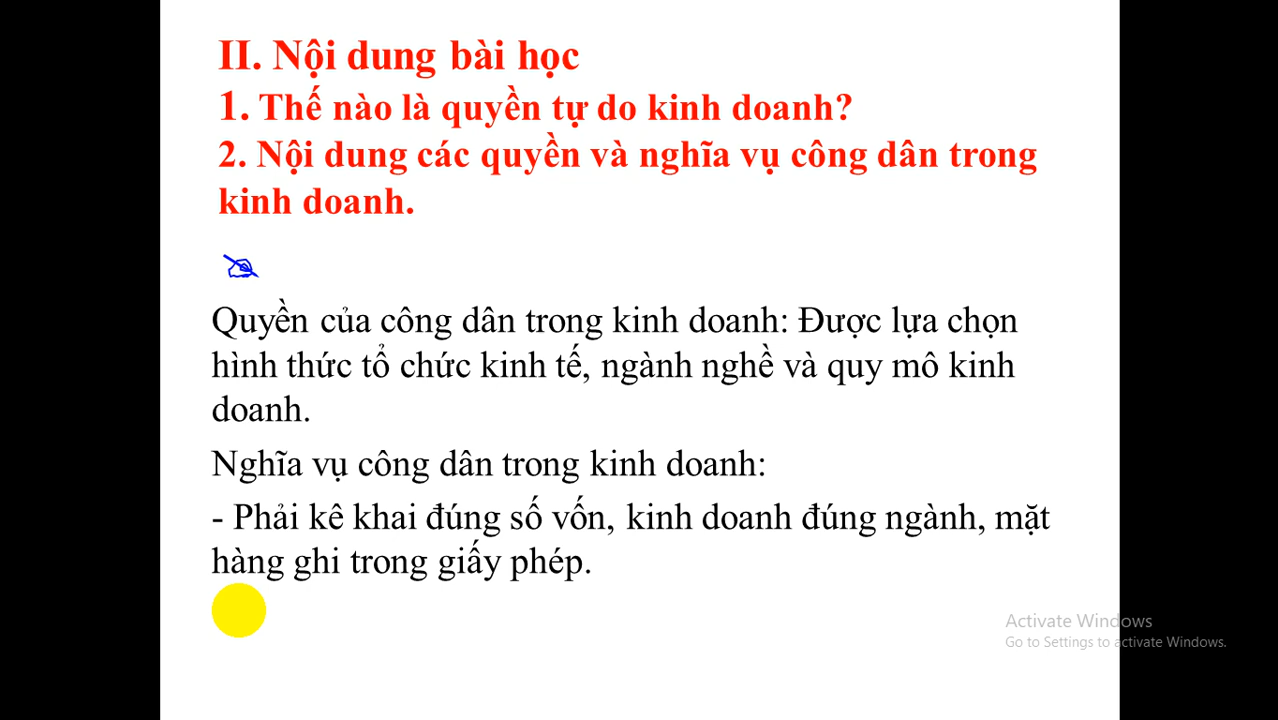 II. Nội dung bài học
1. Thế nào là quyền tự do kinh doanh?
2. Nội dung các quyền và nghĩa vụ công dân trong
kinh doanh.
Quyền của công dân trong kinh doanh: Được lựa chọn
hình thức tổ chức kinh tế, ngành nghề và quy mô kinh
doanh.
Nghĩa vụ công dân trong kinh doanh:
- Phải kê khai đúng số vốn, kinh doanh đúng ngành, mặt
hàng ghi trong giấy phép.
Activate Windows
Go to Settings to activate Windows.